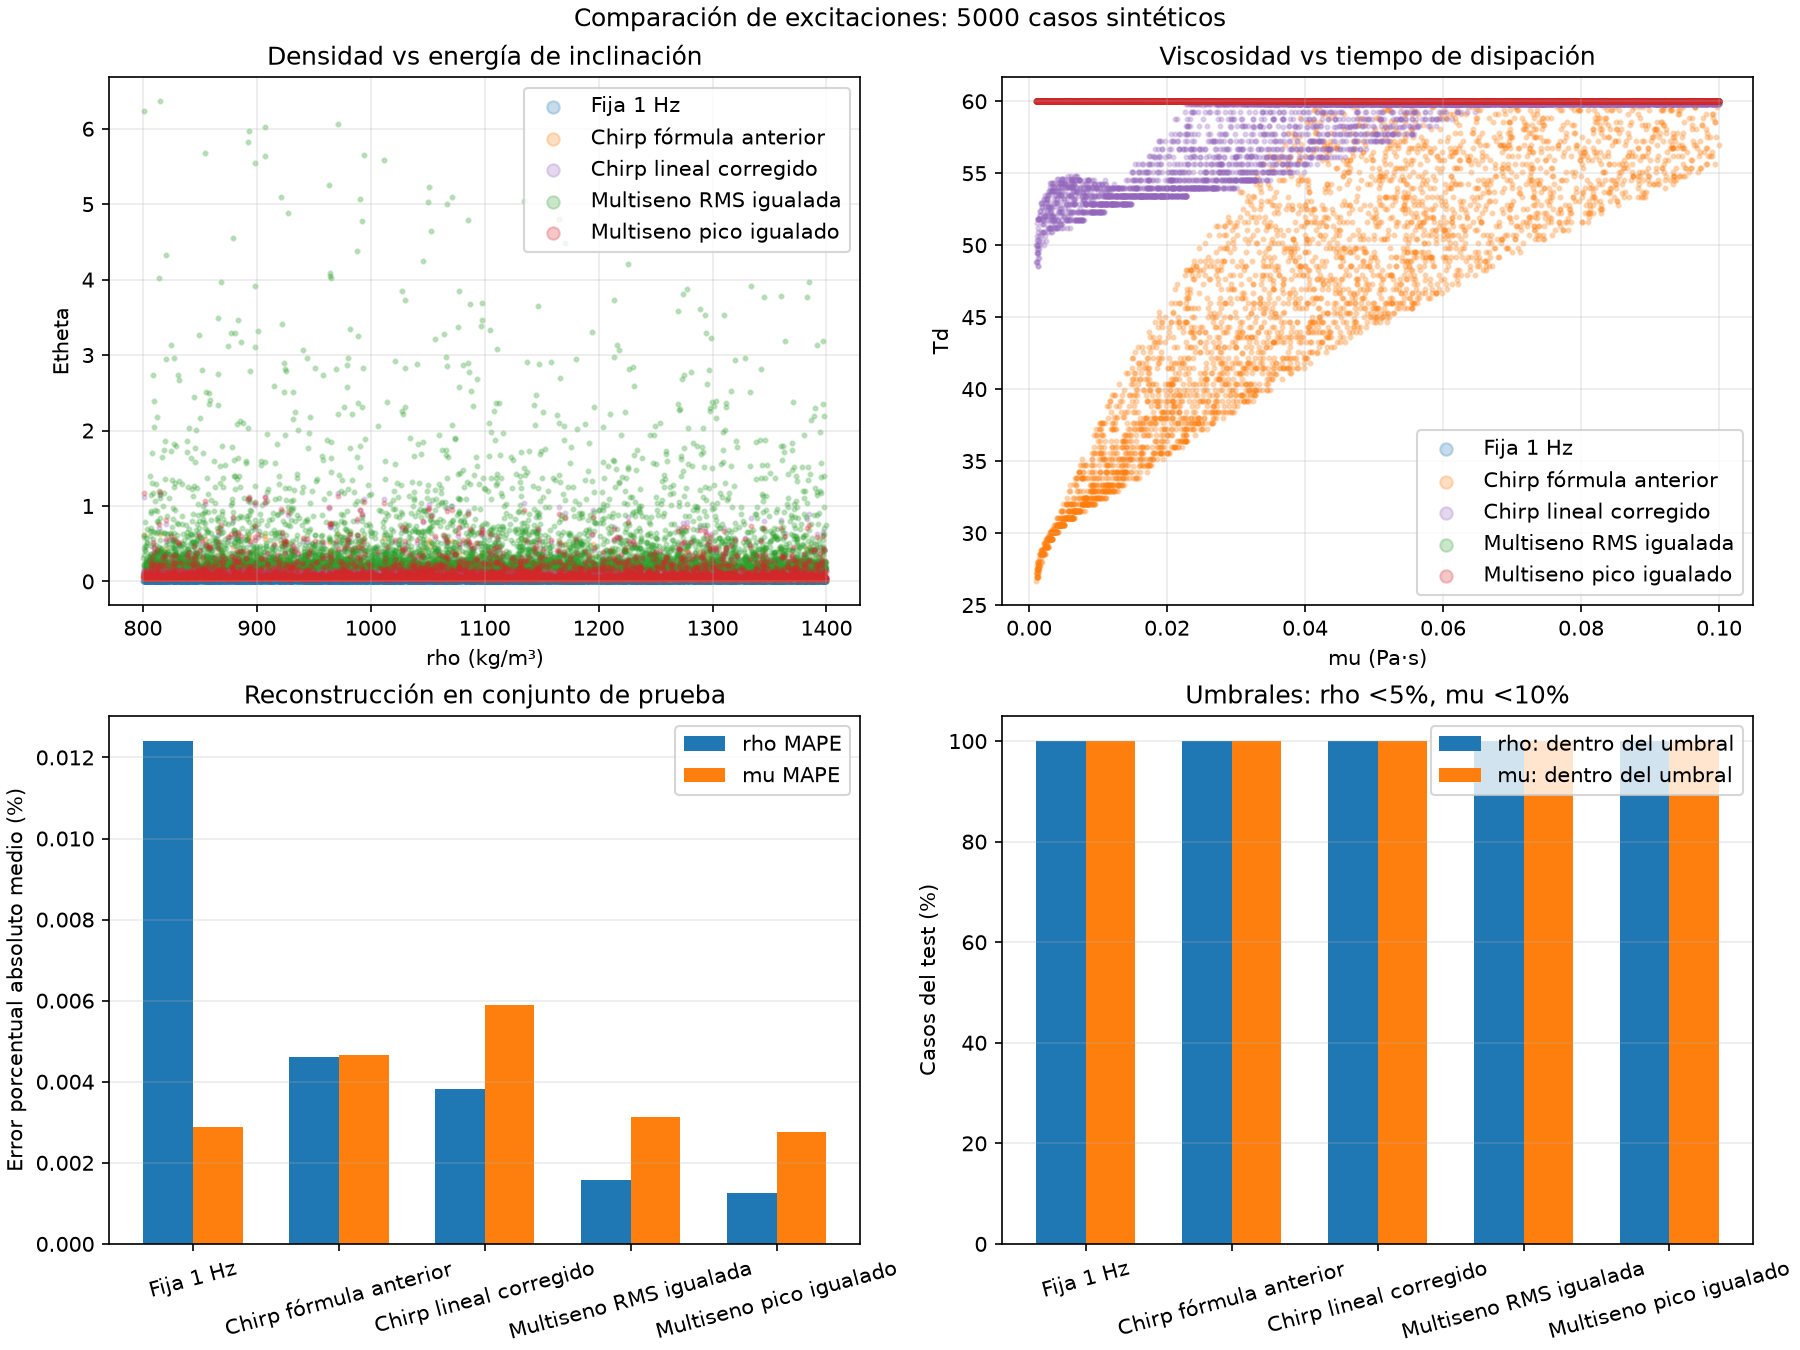 Comparación de excitaciones: 5000 casos sintéticos
Densidad vs energía de inclinación
Etheta
6
5
4
3
2
1
0
Fija 1 Hz
Chirp fórmula anterior
Chirp lineal corregido
Multiseno RMS igualada
Multiseno pico igualado
800 900 1000 1100 1200 1300 1400
rho (kg/m³)
Viscosidad vs tiempo de disipación
Td
60
55
50
45
40
35
30
25
Fija 1 Hz
Chirp fórmula anterior
Chirp lineal corregido
Multiseno RMS igualada
Multiseno pico igualado
0.00 0.02 0.04 0.06 0.08 0.10
mu (Pa·s)
Reconstrucción en conjunto de prueba
Error porcentual absoluto medio (%)
0.012
0.010
0.008
0.006
0.004
0.002
0.000
rho MAPE
mu MAPE
Fija 1 Hz
Chirp fórmula anterior
Chirp lineal corregido
Multiseno RMS igualada
Multiseno pico igualado
Umbrales: rho <5%, mu <10%
Casos del test (%)
100
80
60
40
20
0
rho: dentro del umbral
mu: dentro del umbral
Fija 1 Hz
Chirp fórmula anterior
Chirp lineal corregido
Multiseno RMS igualada
Multiseno pico igualado